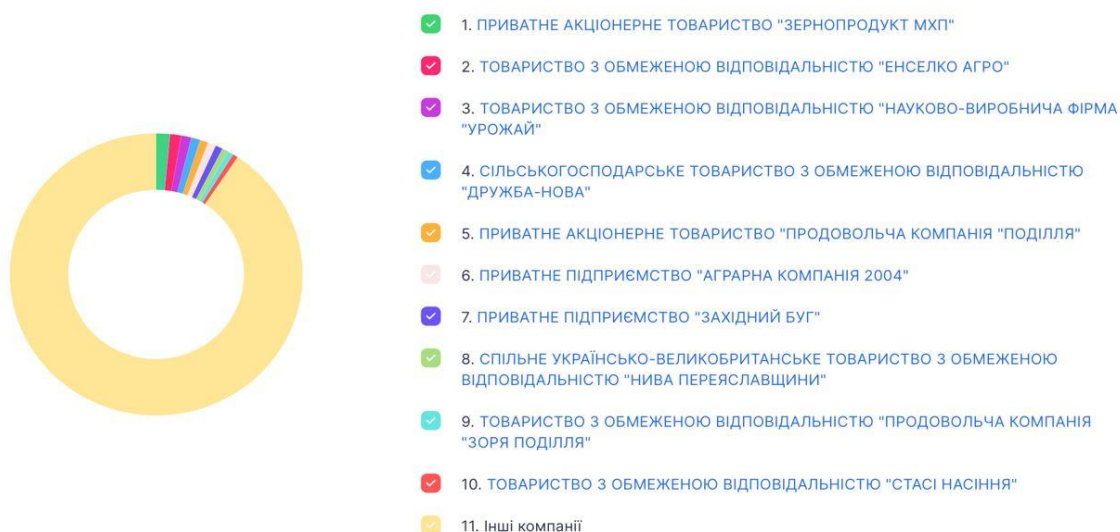 1. ПРИВАТНЕ АКЦІОНЕРНЕ ТОВАРИСТВО "ЗЕРНОПРОДУКТ МХП"
2. ТОВАРИСТВО З ОБМЕЖЕНОЮ ВІДПОВІДАЛЬНІСТЮ "ЕНСЕЛКО АГРО"
3. ТОВАРИСТВО З ОБМЕЖЕНОЮ ВІДПОВІДАЛЬНІСТЮ "НАУКОВО-ВИРОБНИЧА ФІРМА
"УРОЖАЙ"
4. СІЛЬСЬКОГОСПОДАРСЬКЕ ТОВАРИСТВО З ОБМЕЖЕНОЮ ВІДПОВІДАЛЬНІСТЮ
"ДРУЖБА-НОВА"
5. ПРИВАТНЕ АКЦІОНЕРНЕ ТОВАРИСТВО "ПРОДОВОЛЬЧА КОМПАНІЯ "ПОДІЛЛЯ"
6. ПРИВАТНЕ ПІДПРИЄМСТВО "АГРАРНА КОМПАНІЯ 2004"
7. ПРИВАТНЕ ПІДПРИЄМСТВО "ЗАХІДНИЙ БУГ"
8. СПІЛЬНЕ УКРАЇНСЬКО-ВЕЛИКОБРИТАНСЬКЕ ТОВАРИСТВО З ОБМЕЖЕНОЮ
ВІДПОВІДАЛЬНІСТЮ "НИВА ПЕРЕЯСЛАВЩИНИ"
9. ТОВАРИСТВО З ОБМЕЖЕНОЮ ВІДПОВІДАЛЬНІСТЮ "ПРОДОВОЛЬЧА КОМПАНІЯ
"ЗОРЯ ПОДІЛЛЯ"
10. ТОВАРИСТВО З ОБМЕЖЕНОЮ ВІДПОВІДАЛЬНІСТЮ "СТАСІ НАСІННЯ"
11. Інші компанії